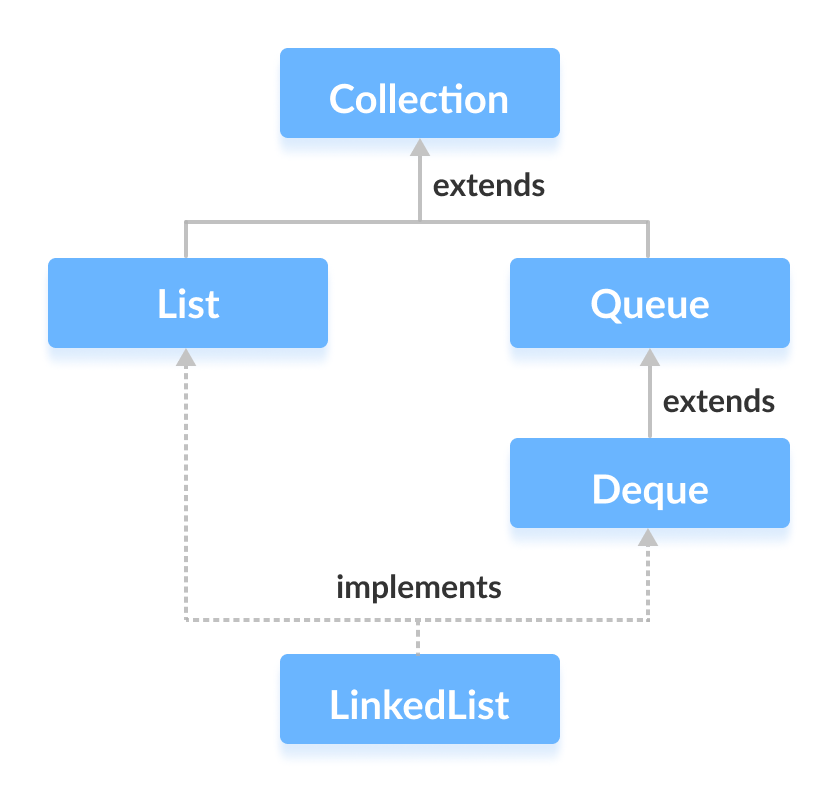 Collection
extends
List
Queue
extends
Deque
implements
LinkedList